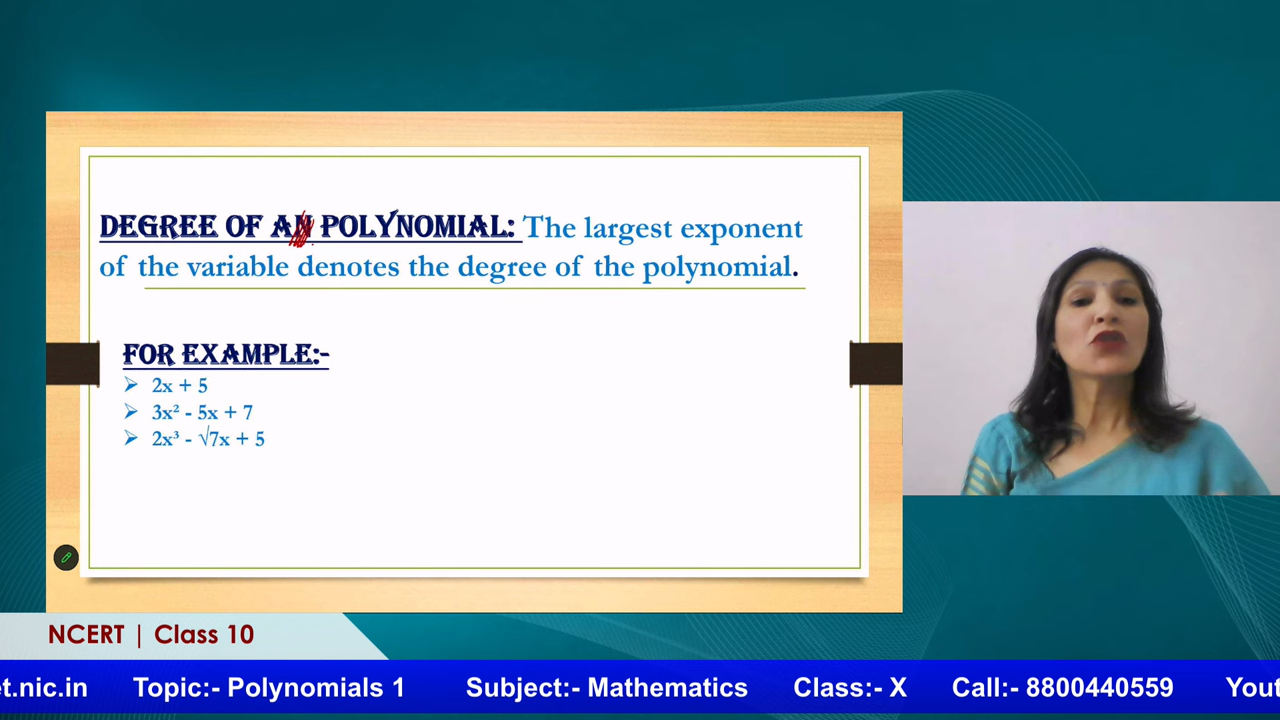 DEGREE OF AN POLYNOMIAL: The largest exponent
of the variable denotes the degree of the polynomial.
FOR EXAMPLE:-
➢ 2x + 5
➢ 3x² - 5x + 7
➢ 2x³ - √7x + 5
NCERT | Class 10
et.nic.in Topic:- Polynomials 1 Subject:- Mathematics Class:- X Call:- 8800440559 Yout